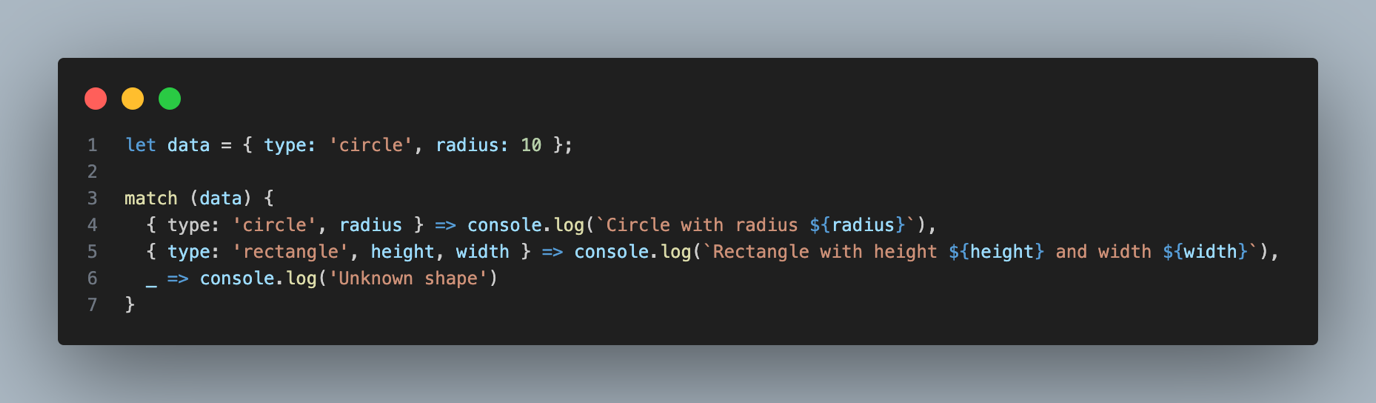 1 let data = { type: 'circle', radius: 10 };
2
3 match (data) {
4   { type: 'circle', radius } => console.log(`Circle with radius ${radius}`),
5   { type: 'rectangle', height, width } => console.log(`Rectangle with height ${height} and width ${width}`),
6   _ => console.log('Unknown shape')
7 }